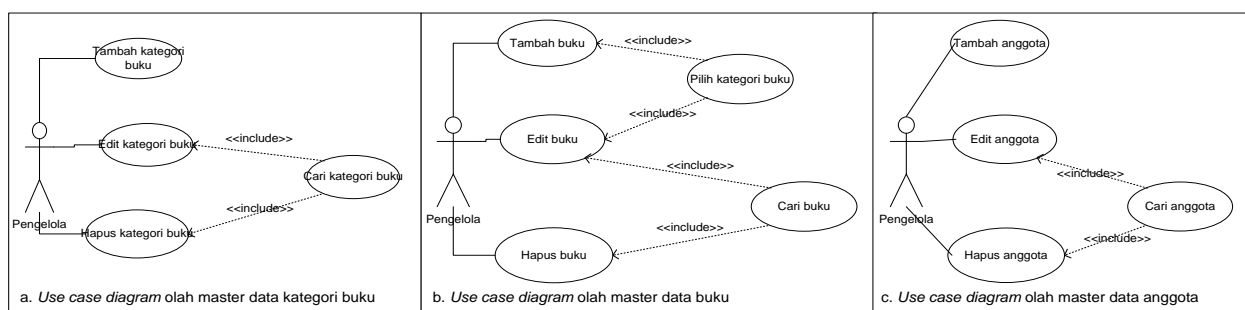 Tambah kategori
buku
<<include>>
Edit kategori buku
Cari kategori buku
<<include>>
Pengelola
Hapus kategori buku
a. Use case diagram olah master data kategori buku
Tambah buku
<<include>>
Pilih kategori buku
<<include>>
Edit buku
<<include>>
Cari buku
Pengelola
<<include>>
Hapus buku
b. Use case diagram olah master data buku
Tambah anggota
Edit anggota
<<include>>
Cari anggota
Pengelola
<<include>>
Hapus anggota
c. Use case diagram olah master data anggota